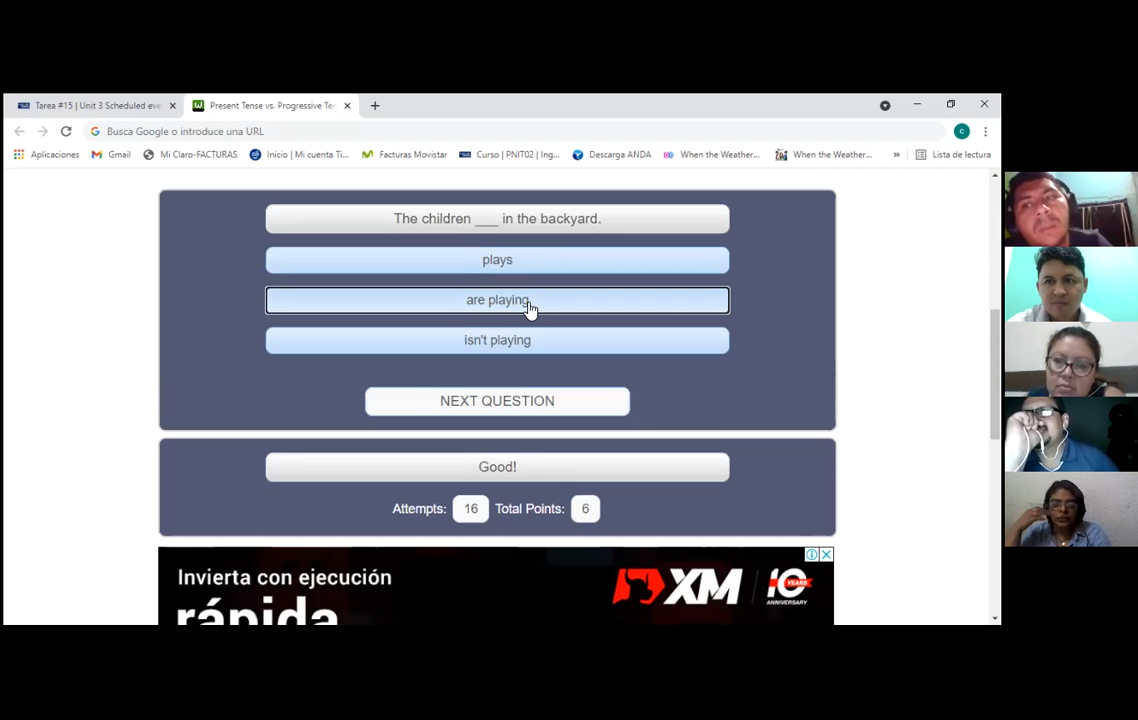 Tarea #15 | Unit 3 Scheduled eve
Present Tense vs. Progressive Te
Busca Google o introduce una URL
Aplicaciones
Gmail
Mi Claro-FACTURAS
Inicio | Mi cuenta Ti...
Facturas Movistar
Curso | PNIT02 | Ing...
Descarga ANDA
When the Weather...
When the Weather...
»
Lista de lectura
The children ___ in the backyard.
plays
are playing
isn't playing
NEXT QUESTION
Good!
Attempts: 16 Total Points: 6
Invierta con ejecución
rápida
XM
10
YEARS
ANNIVERSARY